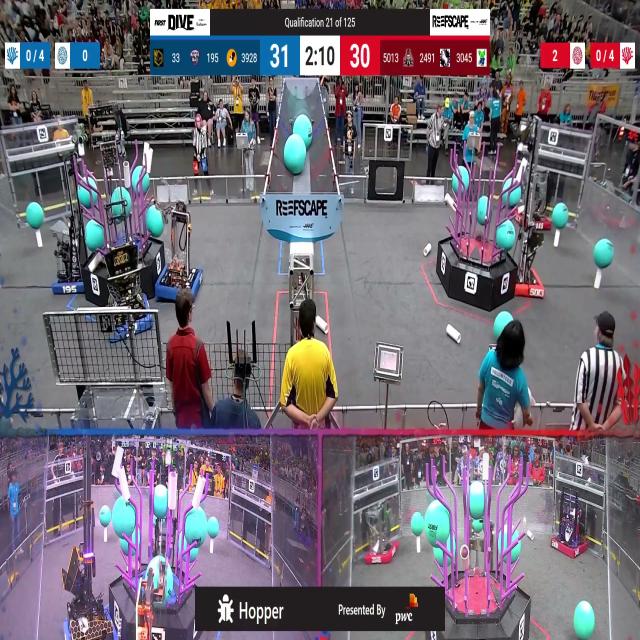 FIRST DIVE
Qualification 21 of 125
REEFSCAPE
0 / 4
0
33
195
3928
31
2:10
30
5013
2491
3045
2
0 / 4
REEFSCAPE
195
Hopper
Presented By
pwc